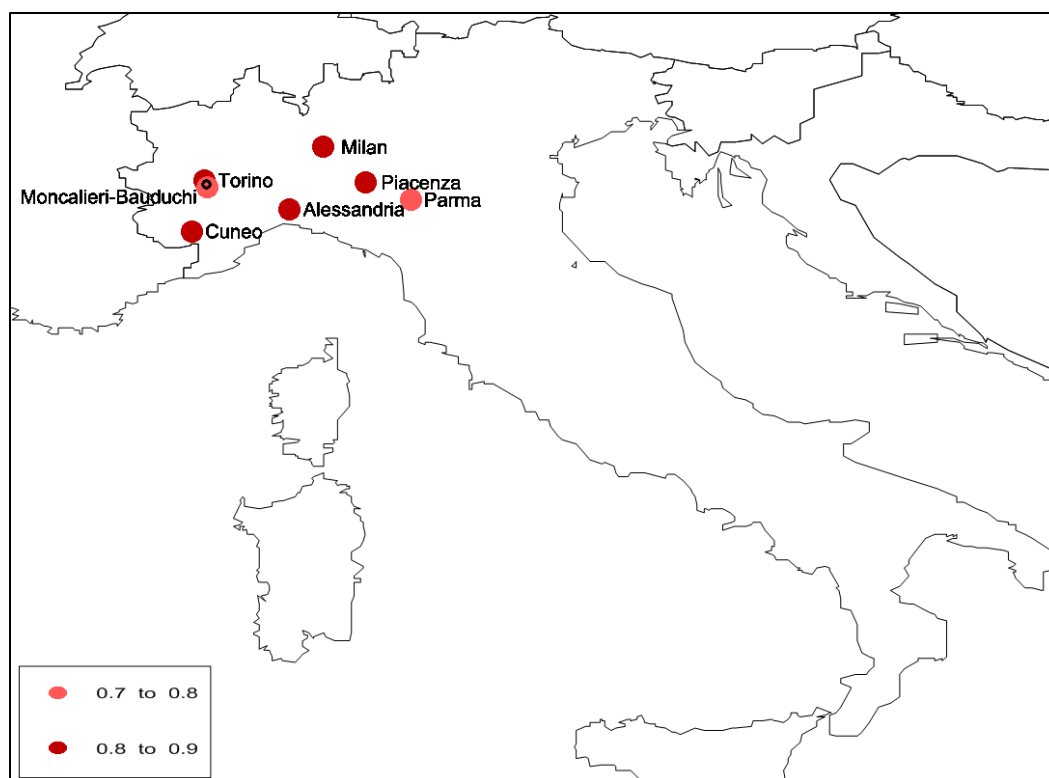 Milan
Torino
Piacenza
Moncalieri-Bauduchi
Parma
Alessandria
Cuneo
0.7 to 0.8
0.8 to 0.9